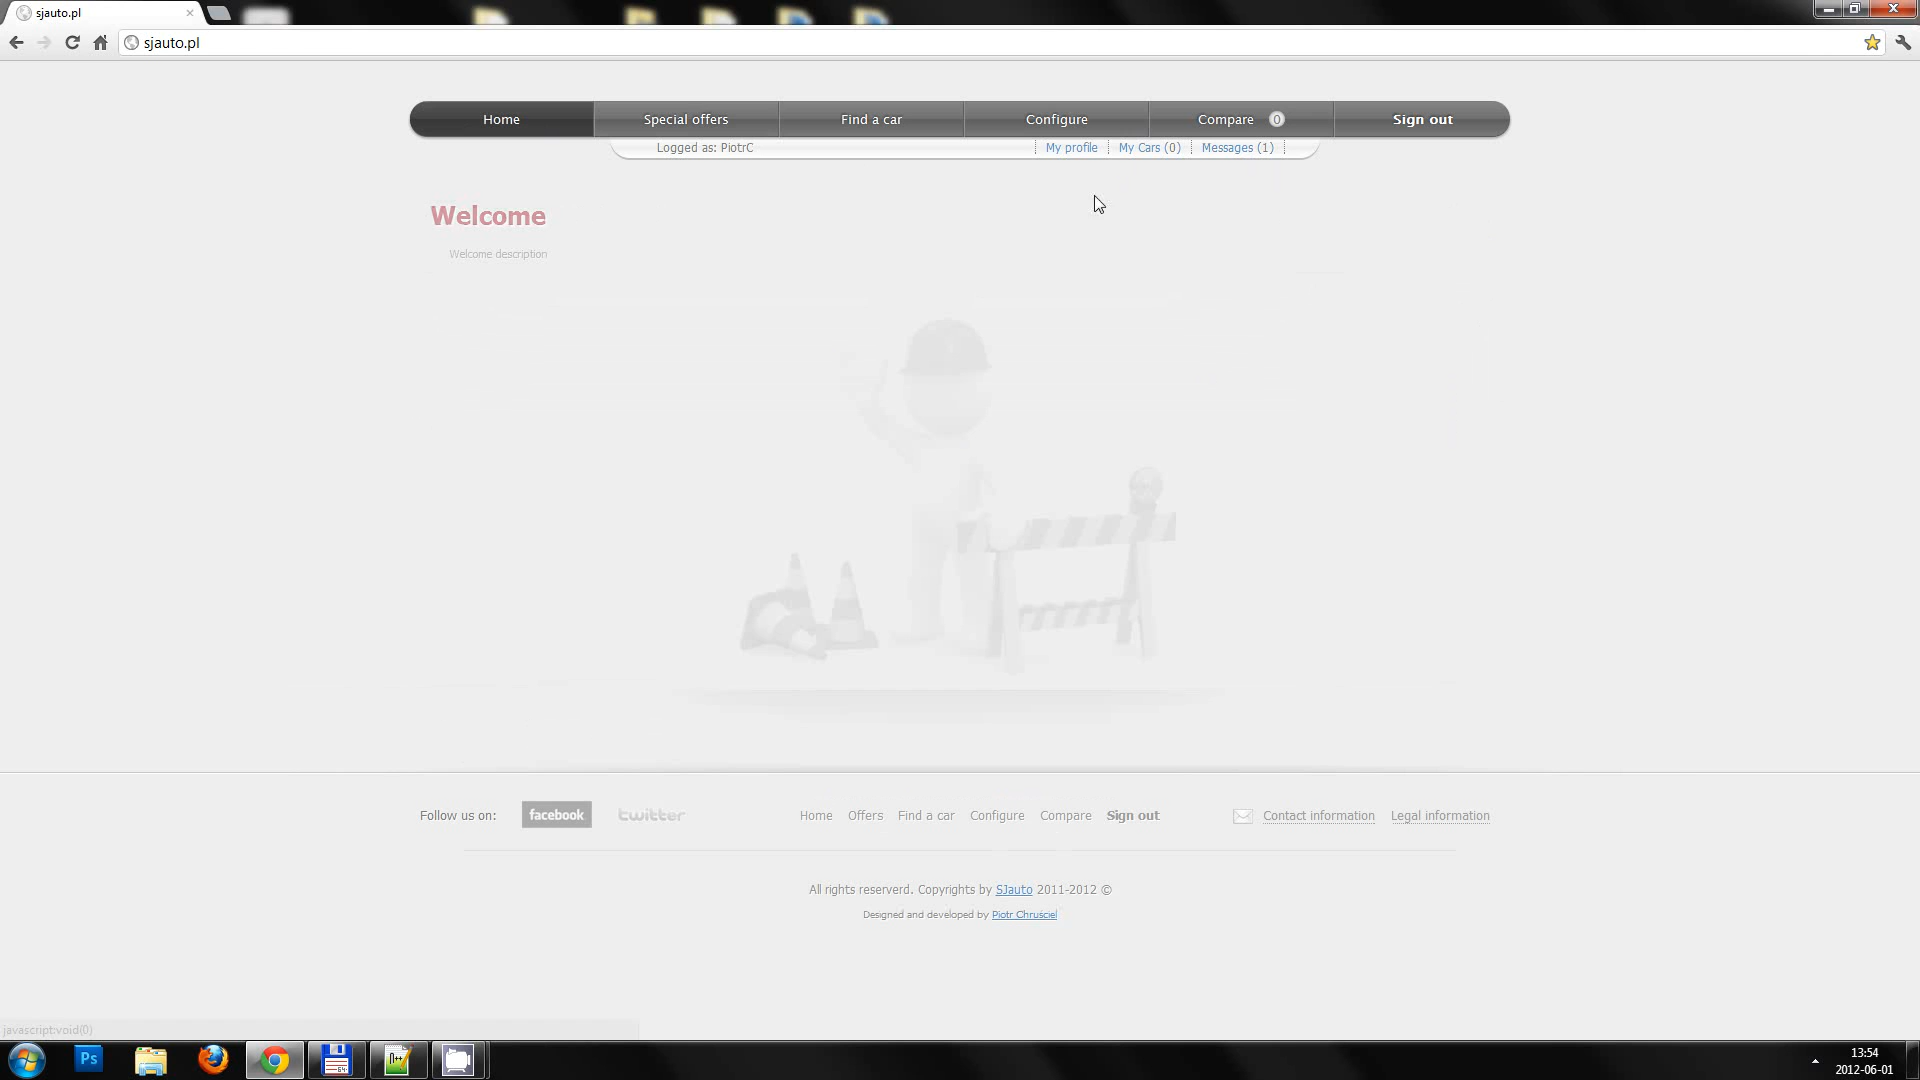 sjauto.pl
sjauto.pl
Home Special offers Find a car Configure Compare 0 Sign out
Logged as: PiotrC My profile My Cars (0) Messages (1)
Welcome
Welcome description
Follow us on: facebook twitter Home Offers Find a car Configure Compare Sign out Contact information Legal information
All rights reserverd. Copyrights by SJauto 2011-2012 ©
Designed and developed by Piotr Chruściel
javascript:void(0)
Ps
64
n++
13:54
2012-06-01